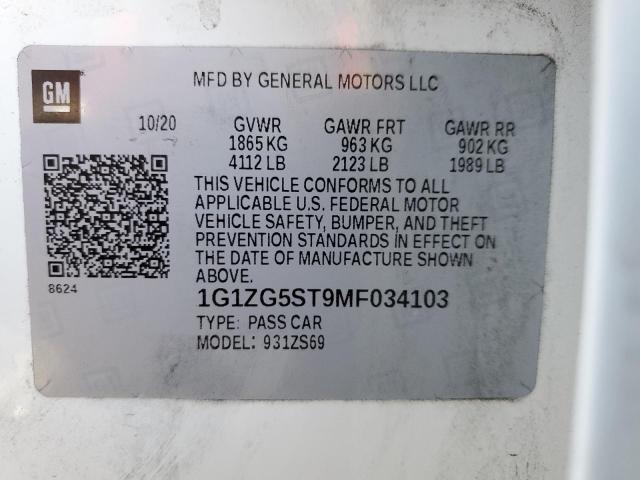 GM
MFD BY GENERAL MOTORS LLC
10/20 GVWR GAWR FRT GAWR RR
1865 KG 963 KG 902 KG
4112 LB 2123 LB 1989 LB
THIS VEHICLE CONFORMS TO ALL
APPLICABLE U.S. FEDERAL MOTOR
VEHICLE SAFETY, BUMPER, AND THEFT
PREVENTION STANDARDS IN EFFECT ON
THE DATE OF MANUFACTURE SHOWN
ABOVE.
8624
1G1ZG5ST9MF034103
TYPE: PASS CAR
MODEL: 931ZS69